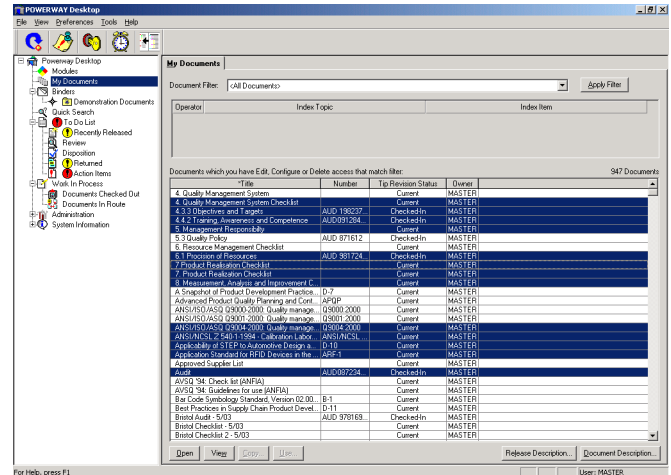 POWERWAY Desktop
File View Preferences Tools Help
Powerway Desktop
Modules
My Documents
Binders
Demonstration Documents
Quick Search
To Do List
Recently Released
Review
Disposition
Returned
Action Items
Work In Process
Documents Checked Out
Documents In Route
Administration
System Information
My Documents
Document Filter: <All Documents> Apply Filter
Operator Index Topic Index Item
Documents which you have Edit, Configure or Delete access that match filter: 947 Documents
*Title Number Tip Revision Status Owner
4. Quality Management System Current MASTER
4. Quality Management System Checklist Current MASTER
4.3.3 Objectives and Targets AUD 198237... Checked-In MASTER
4.4.2 Training, Awareness and Competence AUD091284... Checked-In MASTER
5. Management Responsibilty Current MASTER
5.3 Quality Policy AUD 871612 Checked-In MASTER
6. Resource Management Checklist Current MASTER
6.1 Procision of Resources AUD 981724... Checked-In MASTER
7 Product Realisation Checklist Current MASTER
7. Product Realization Checklist Current MASTER
8. Measurement, Analysis and Improvement C... Current MASTER
A Snapshot of Product Development Practice... D-7 Current MASTER
Advanced Product Quality Planning and Cont... APQP Current MASTER
ANSI/ISO/ASQ Q9000-2000: Quality manage... Q9000:2000 Current MASTER
ANSI/ISO/ASQ Q9001-2000: Quality manage... Q9001:2000 Current MASTER
ANSI/ISO/ASQ Q9004-2000: Quality manage... Q9004:2000 Current MASTER
ANSI/NCSL Z 540-1-1994 - Calibration Labor... ANSI/NCSL ... Current MASTER
Applicability of STEP to Automotive Design a... D-10 Current MASTER
Application Standard for RFID Devices in the ... ARF-1 Current MASTER
Approved Supplier List Current MASTER
Audit AUD087234... Checked-In MASTER
AVSQ '94: Check list (ANFIA) Current MASTER
AVSQ '94: Guidelines for use (ANFIA) Current MASTER
Bar Code Symbology Standard, Version 02.00... B-1 Current MASTER
Best Practices in Supply Chain Product Devel... D-11 Current MASTER
Bristol Audit - 5/03 AUD 978169... Checked-In MASTER
Bristol Checklist - 5/03 Current MASTER
Bristol Checklist 2 - 5/03 Current MASTER
Open View Copy... Use... Release Description... Document Description...
For Help, press F1 User: MASTER